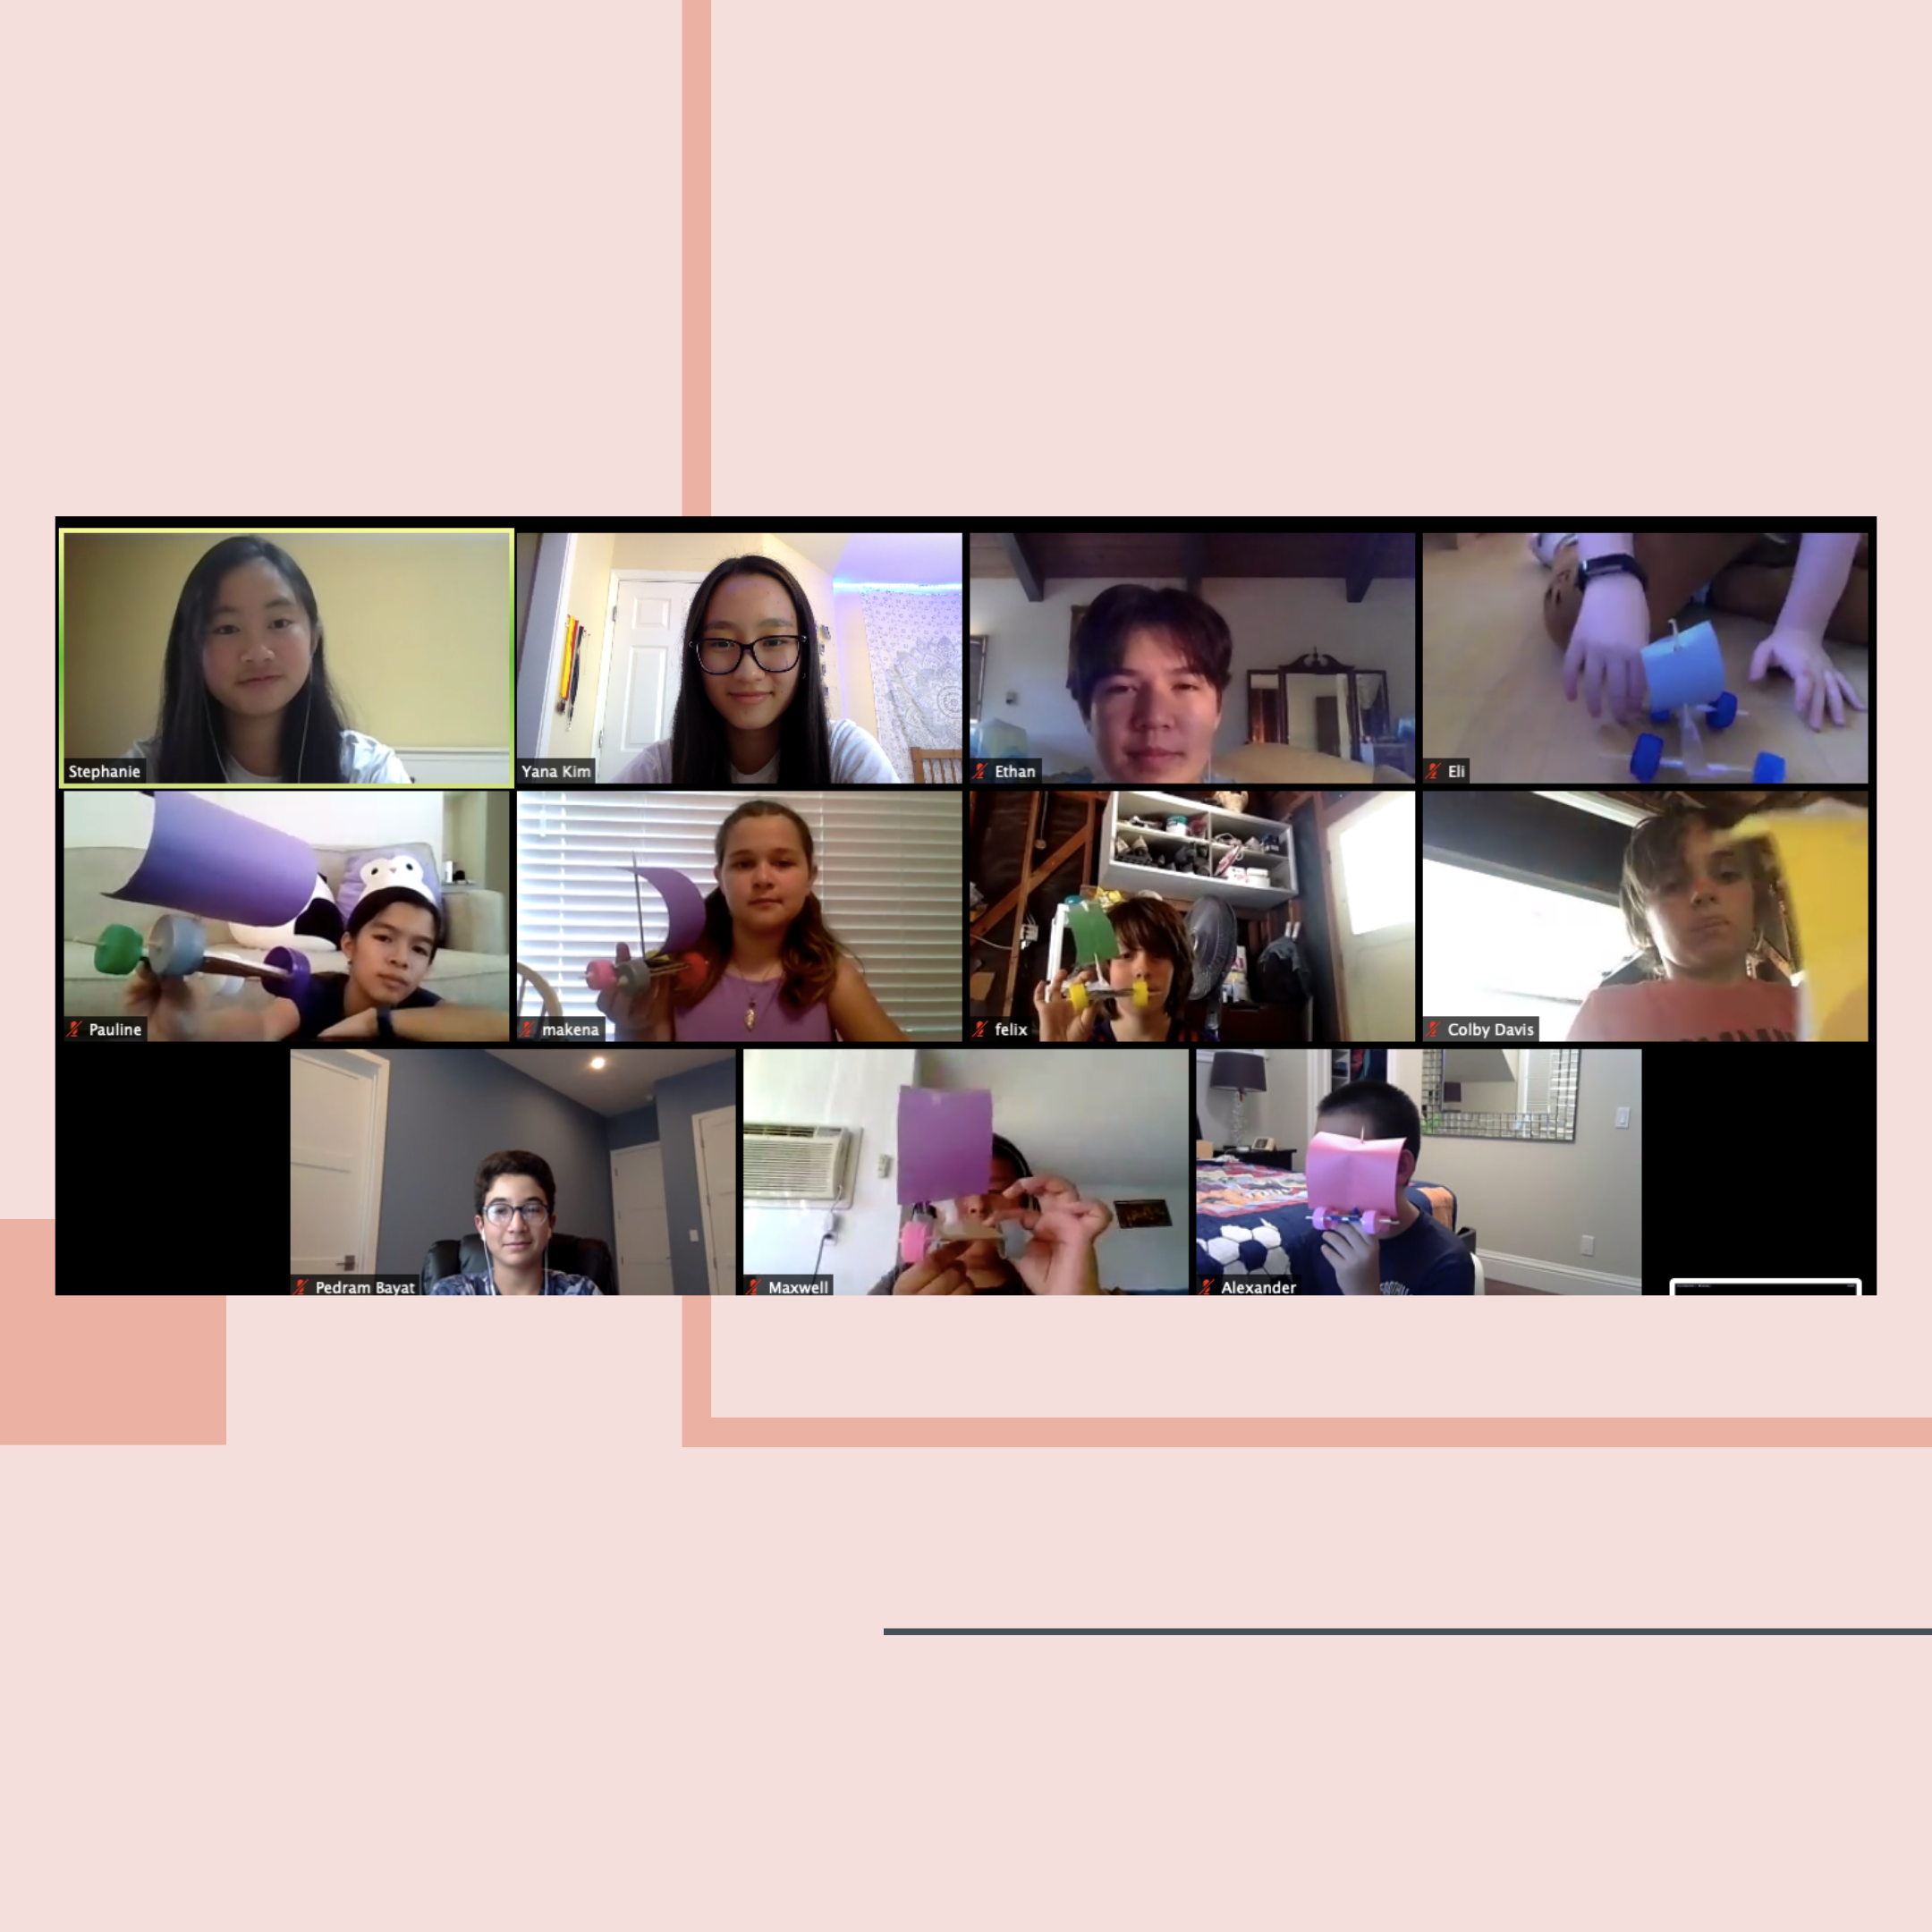 Stephanie
Yana Kim
Ethan
Eli
Pauline
makena
felix
Colby Davis
Pedram Bayat
Maxwell
Alexander